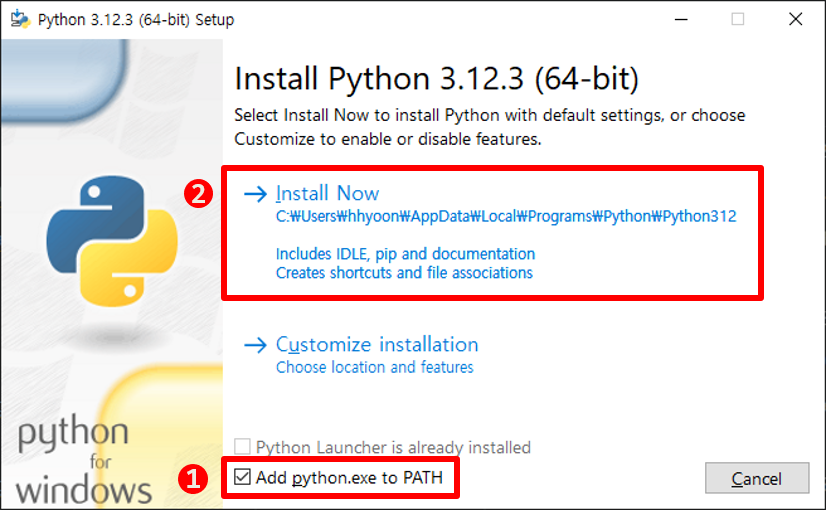 Python 3.12.3 (64-bit) Setup
Install Python 3.12.3 (64-bit)
Select Install Now to install Python with default settings, or choose
Customize to enable or disable features.
2
Install Now
C:₩Users₩hhyoon₩AppData₩Local₩Programs₩Python₩Python312
Includes IDLE, pip and documentation
Creates shortcuts and file associations
Customize installation
Choose location and features
python
for
windows
Python Launcher is already installed
1
Add python.exe to PATH
Cancel